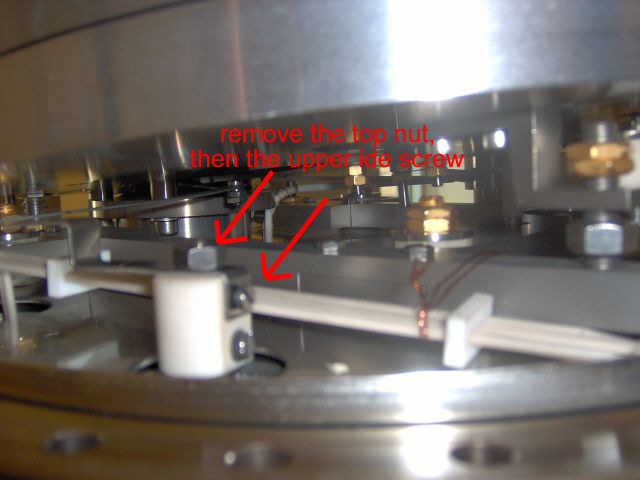 remove the top nut,
then the upper ide screw